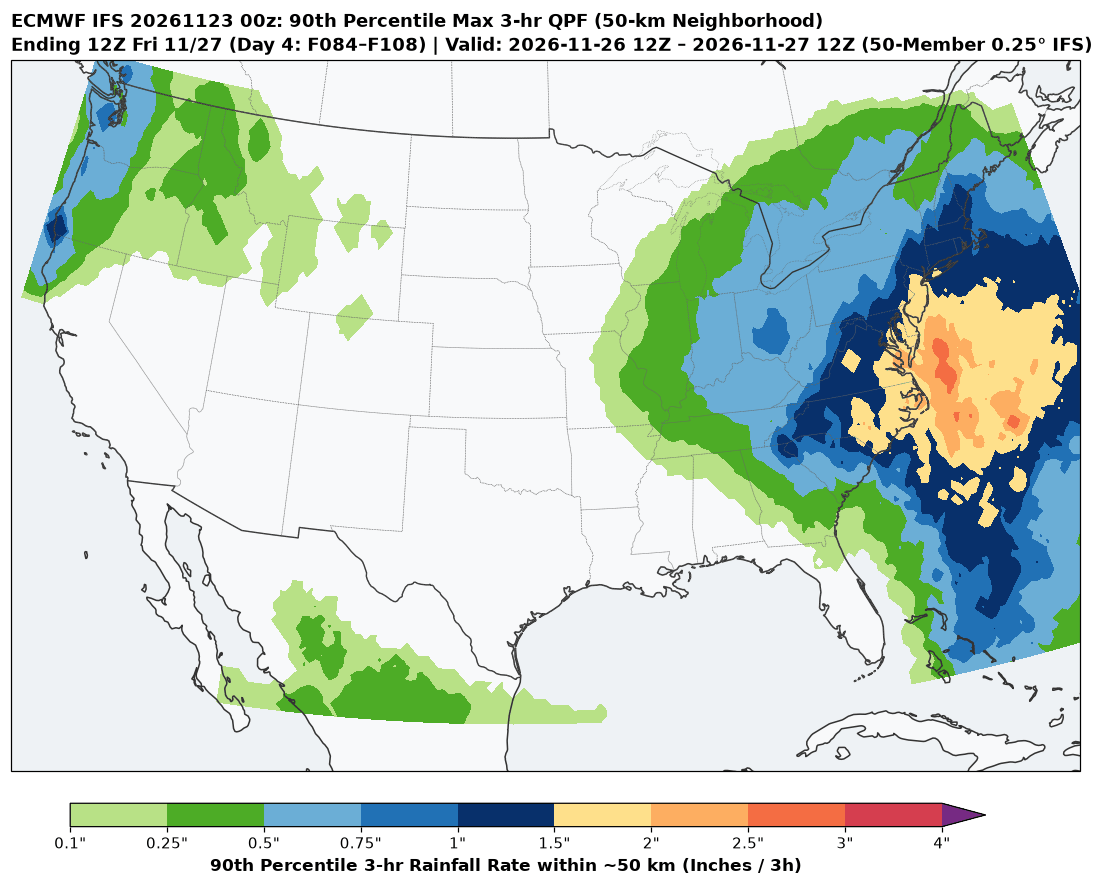 ECMWF IFS 20261123 00z: 90th Percentile Max 3-hr QPF (50-km Neighborhood)
Ending 12Z Fri 11/27 (Day 4: F084–F108) | Valid: 2026-11-26 12Z – 2026-11-27 12Z (50-Member 0.25° IFS)
0.1" 0.25" 0.5" 0.75" 1" 1.5" 2" 2.5" 3" 4"
90th Percentile 3-hr Rainfall Rate within ~50 km (Inches / 3h)